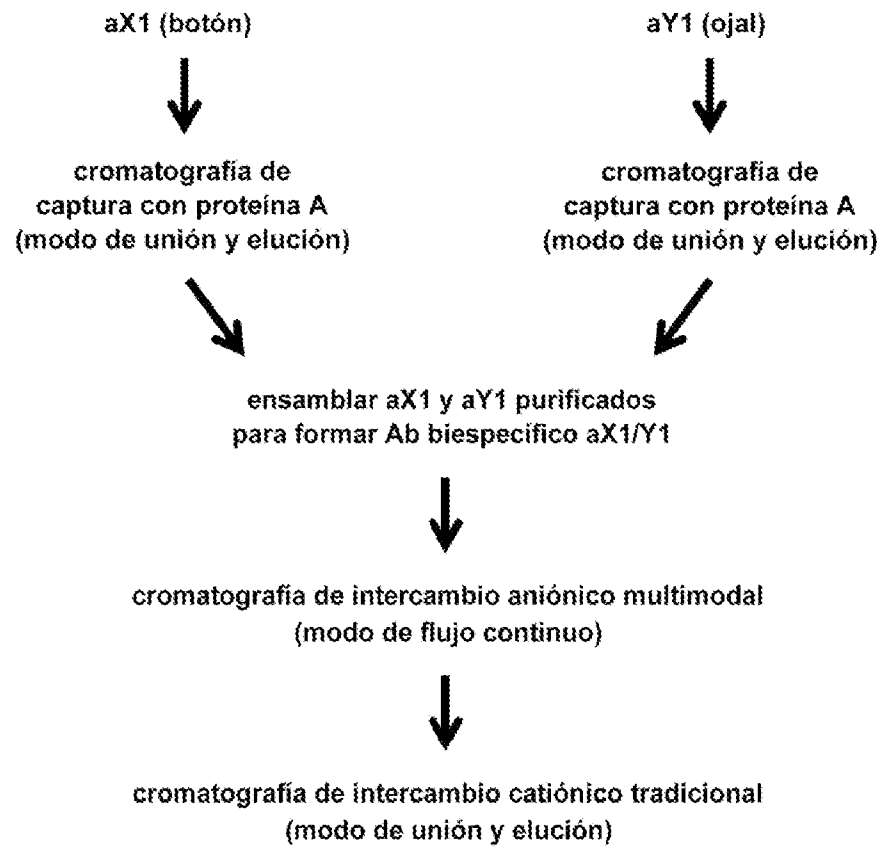 aX1 (botón)
aY1 (ojal)
cromatografía de
captura con proteína A
(modo de unión y elución)
cromatografía de
captura con proteína A
(modo de unión y elución)
ensamblar aX1 y aY1 purificados
para formar Ab biespecífico aX1/Y1
cromatografía de intercambio aniónico multimodal
(modo de flujo continuo)
cromatografía de intercambio catiónico tradicional
(modo de unión y elución)